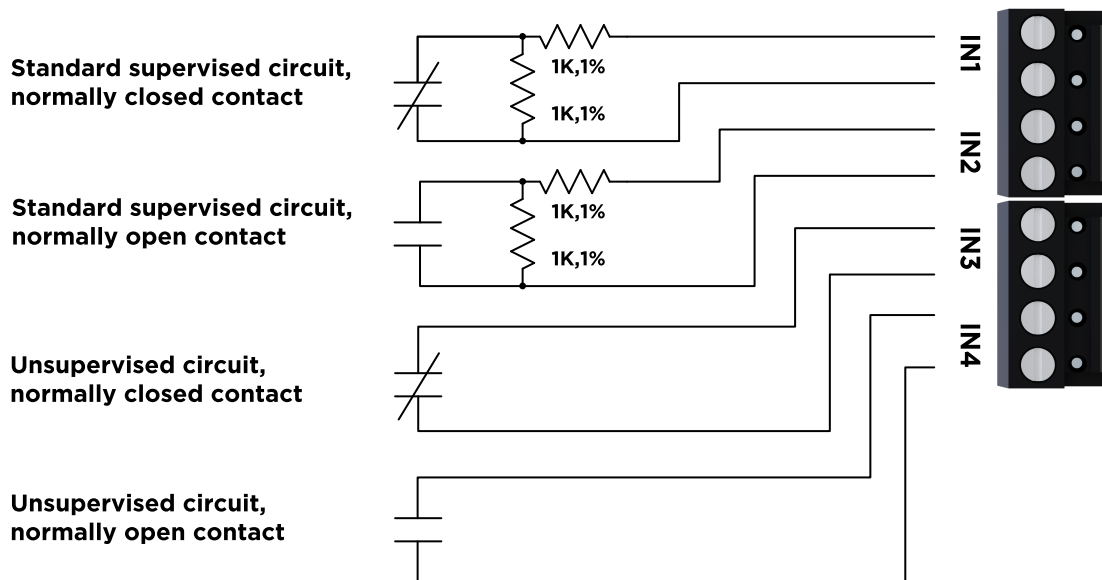 Standard supervised circuit,
normally closed contact
1K,1%
1K,1%
IN1
Standard supervised circuit,
normally open contact
1K,1%
1K,1%
IN2
Unsupervised circuit,
normally closed contact
IN3
Unsupervised circuit,
normally open contact
IN4